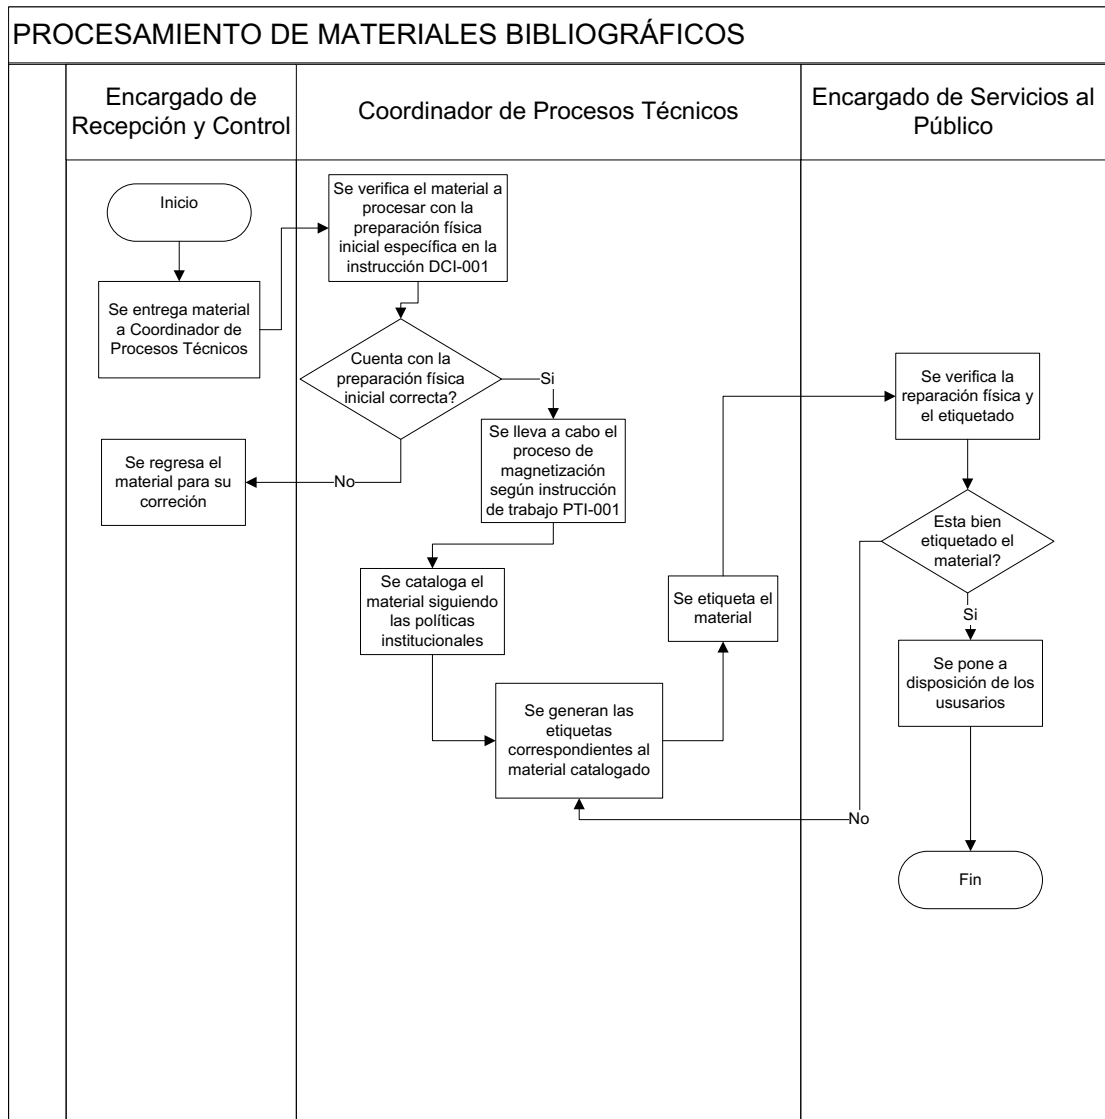 PROCESAMIENTO DE MATERIALES BIBLIOGRÁFICOS
Encargado de
Recepción y Control
Coordinador de Procesos Técnicos
Encargado de Servicios al
Público
Inicio
Se entrega material
a Coordinador de
Procesos Técnicos
Se verifica el material a
procesar con la
preparación física
inicial específica en la
instrucción DCI-001
Cuenta con la
preparación física
inicial correcta?
Si
No
Se regresa el
material para su
correción
Se lleva a cabo el
proceso de
magnetización
según instrucción
de trabajo PTI-001
Se cataloga el
material siguiendo
las políticas
institucionales
Se generan las
etiquetas
correspondientes al
material catalogado
Se etiqueta el
material
Se verifica la
reparación física y
el etiquetado
Esta bien
etiquetado el
material?
Si
No
Se pone a
disposición de los
ususarios
Fin